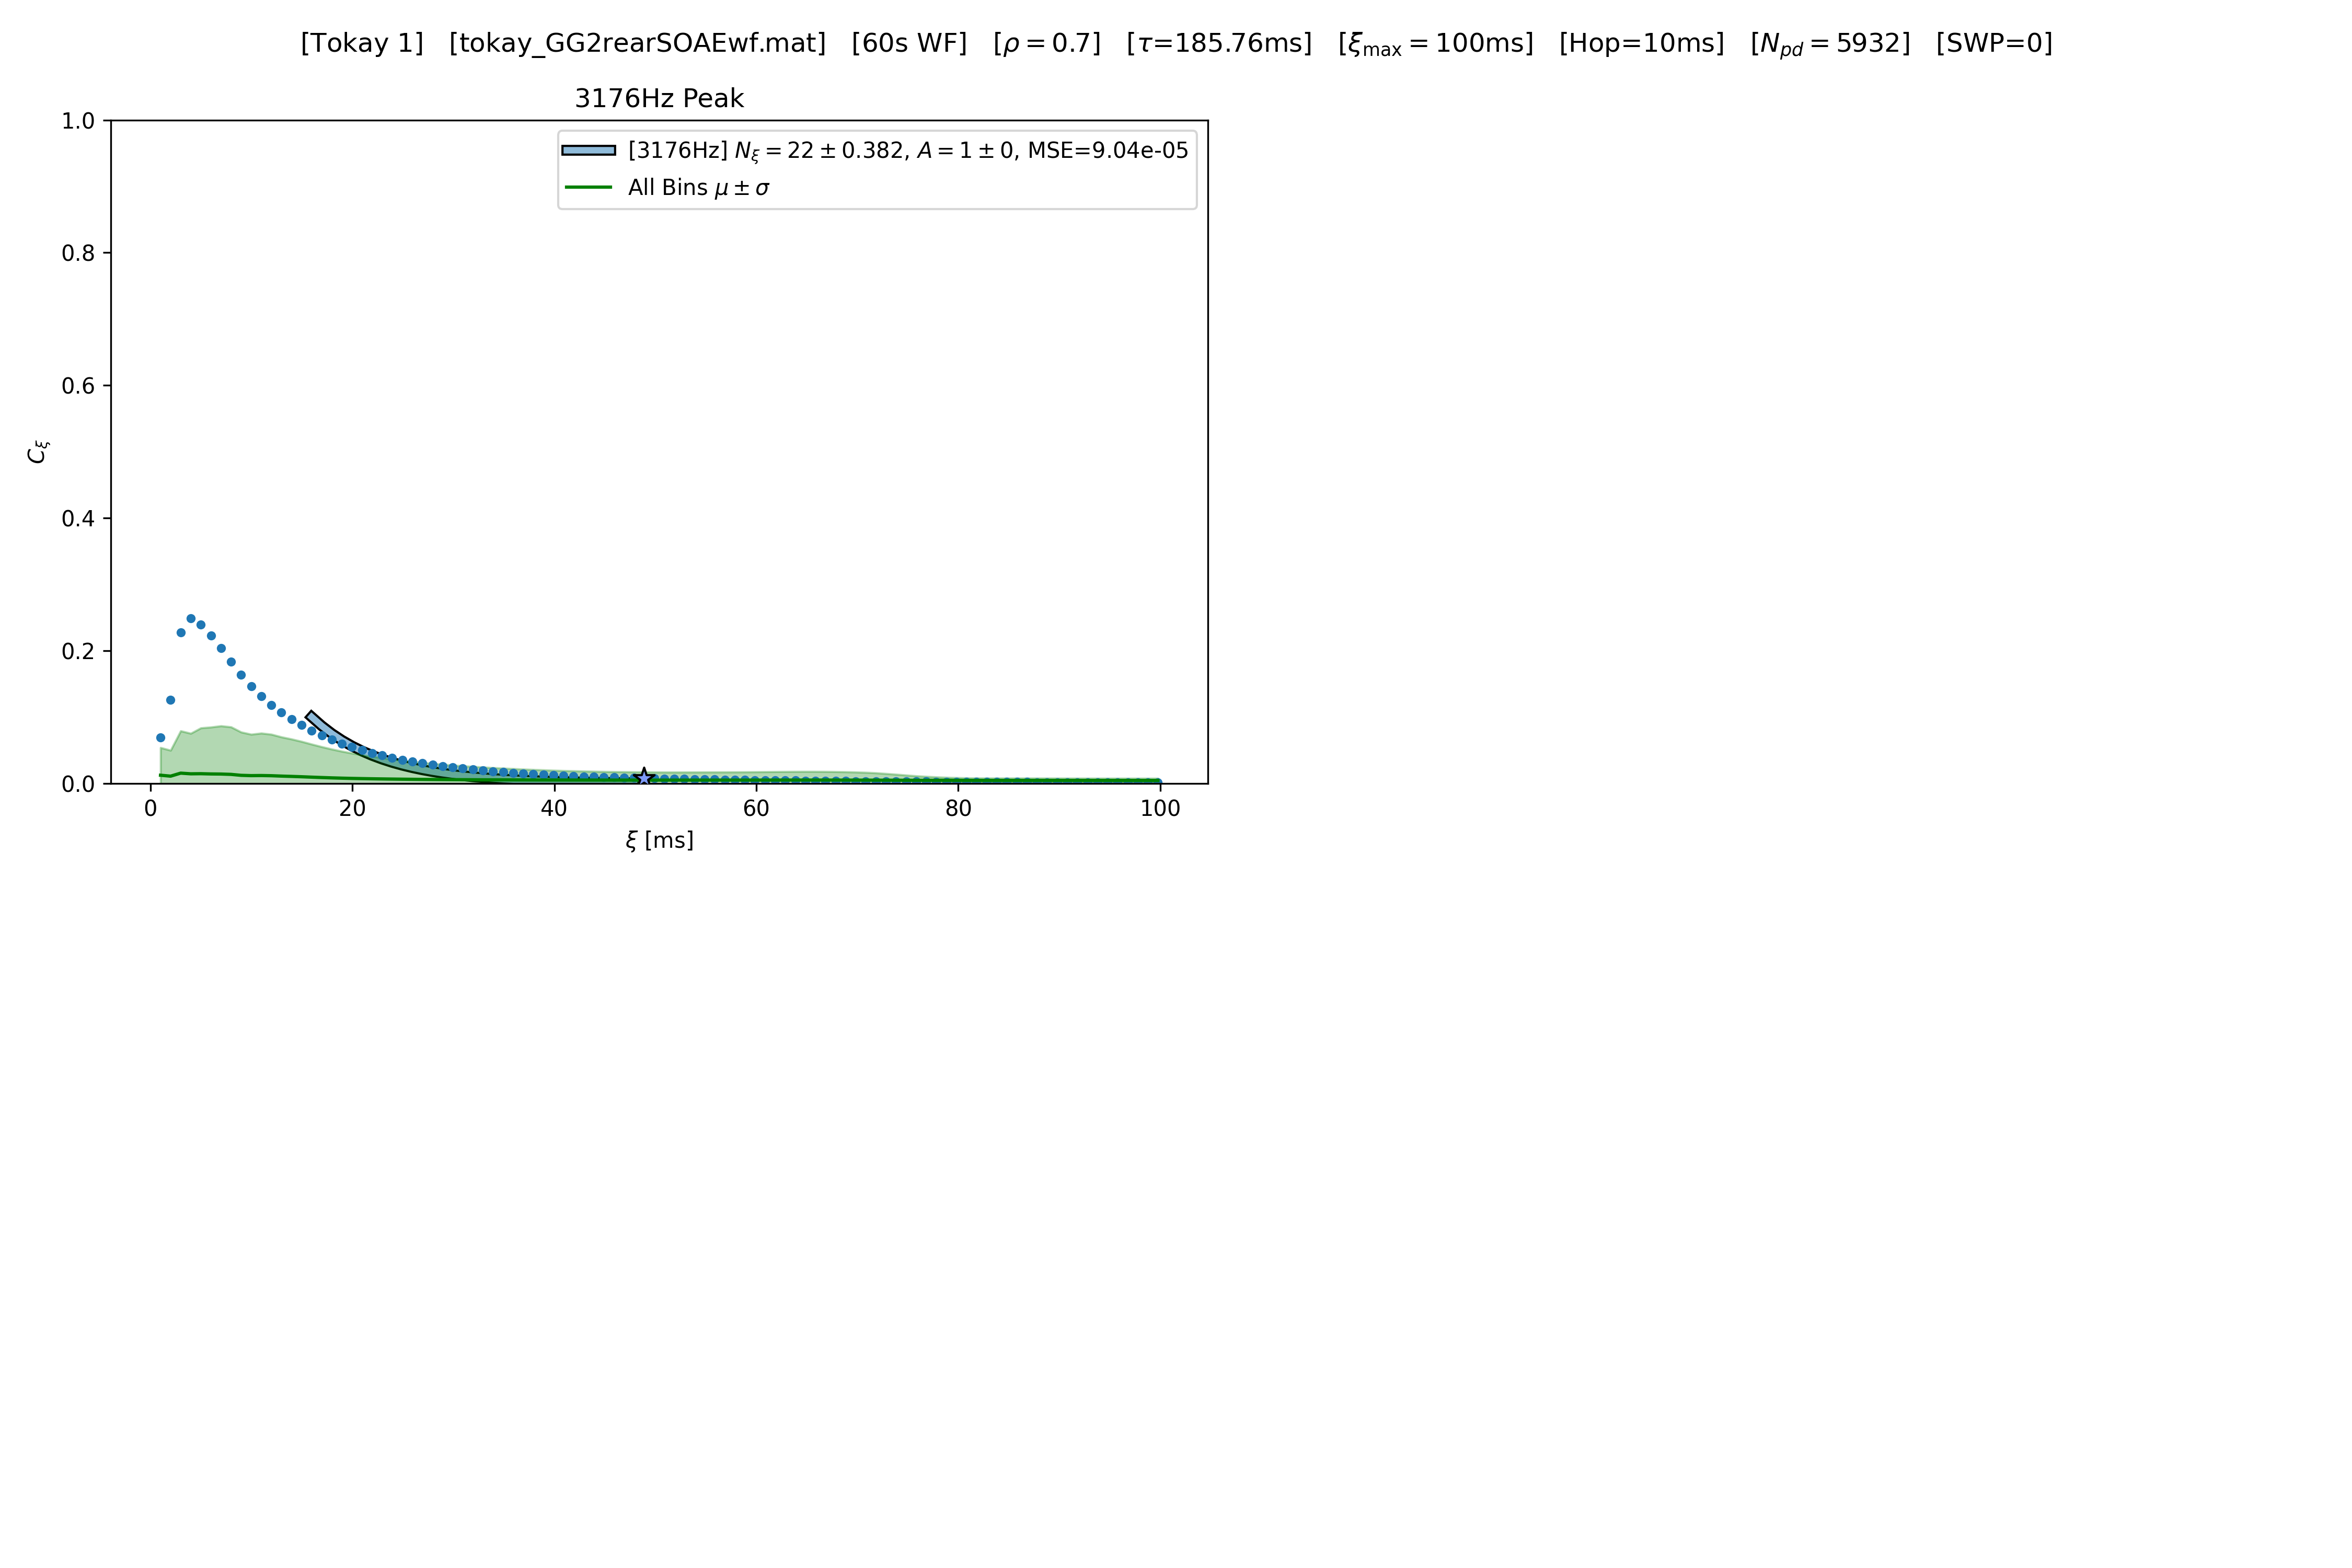 [Tokay 1] [tokay_GG2rearSOAEwf.mat] [60s WF] [ρ = 0.7] [τ=185.76ms] [ξmax = 100ms] [Hop=10ms] [Npd = 5932] [SWP=0]
3176Hz Peak
[3176Hz] Nξ = 22 ± 0.382, A = 1 ± 0, MSE=9.04e-05
All Bins μ ± σ
1.0
0.8
0.6
0.4
0.2
0.0
Cξ
0 20 40 60 80 100
ξ [ms]